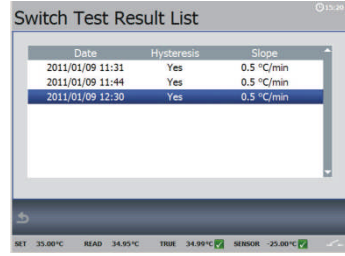 15:20
Switch Test Result List
Date Hysteresis Slope
2011/01/09 11:31 Yes 0.5 °C/min
2011/01/09 11:44 Yes 0.5 °C/min
2011/01/09 12:30 Yes 0.5 °C/min
SET 35.00°C READ 34.95°C TRUE 34.99°C SENSOR -25.00°C